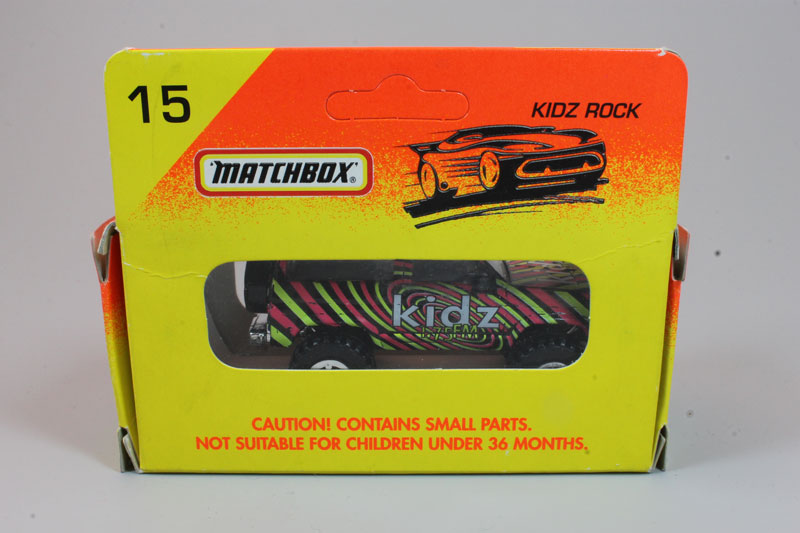 15
KIDZ ROCK
MATCHBOX®
kidz
CAUTION! CONTAINS SMALL PARTS.
NOT SUITABLE FOR CHILDREN UNDER 36 MONTHS.